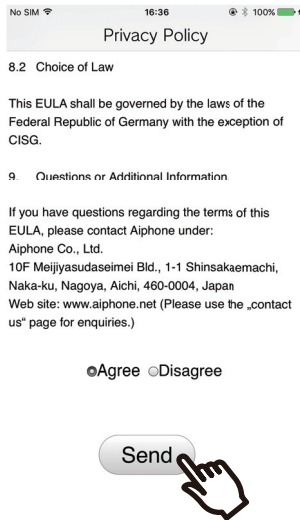 No SIM 16:36 100%
Privacy Policy
8.2 Choice of Law
This EULA shall be governed by the laws of the
Federal Republic of Germany with the exception of
CISG.
9. Questions or Additional Information
If you have questions regarding the terms of this
EULA, please contact Aiphone under:
Aiphone Co., Ltd.
10F Meijiyasudaseimei Bld., 1-1 Shinsakaemachi,
Naka-ku, Nagoya, Aichi, 460-0004, Japan
Web site: www.aiphone.net (Please use the „contact
us“ page for enquiries.)
Agree Disagree
Send